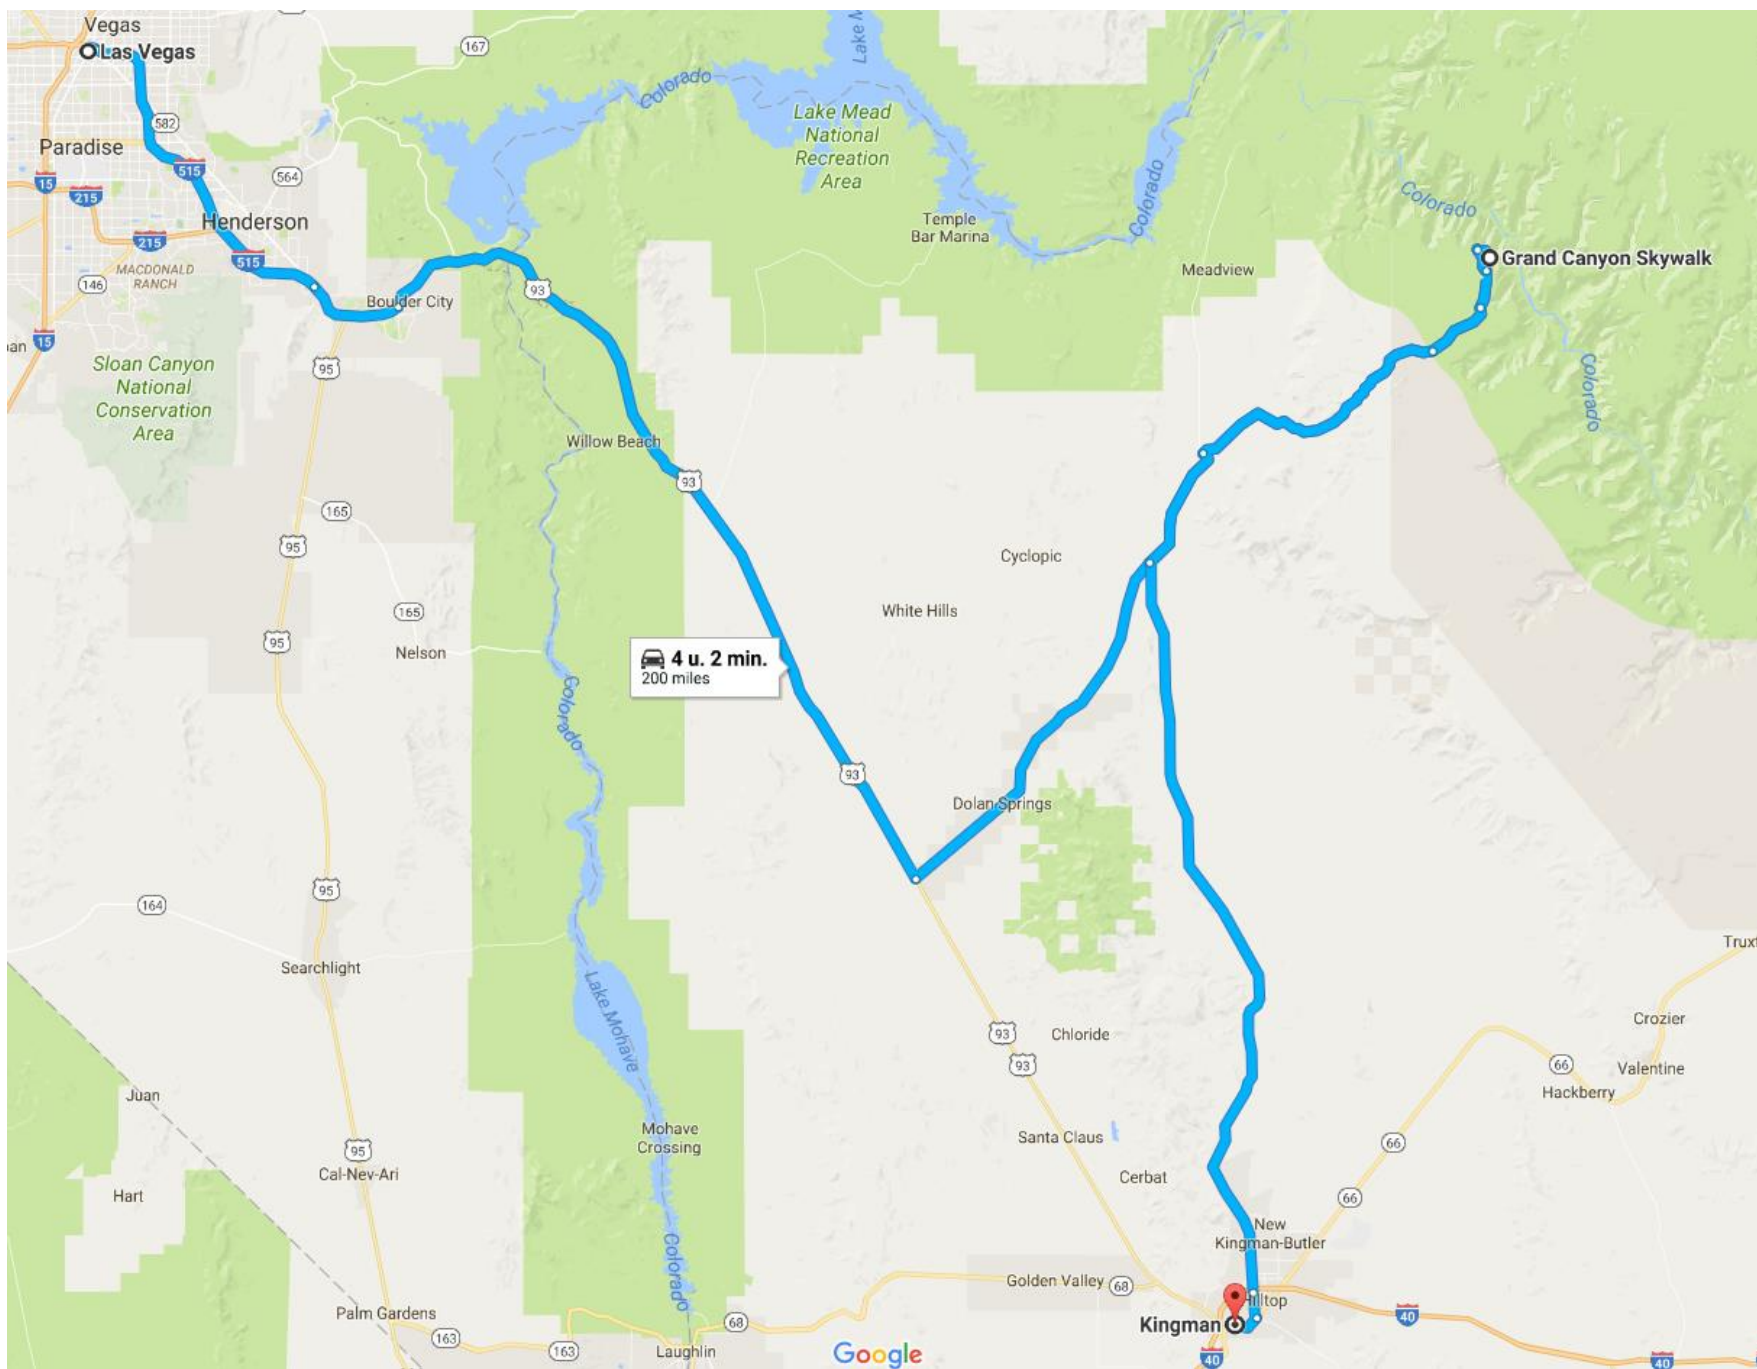 Vegas
Las Vegas
167
Colorado
Lake M
582
Paradise
Lake Mead
National
Recreation
Area
515
564
15
215
Colorado
Colorado
Henderson
Temple
Bar Marina
215
515
Grand Canyon Skywalk
MACDONALD
RANCH
Meadview
146
93
Boulder City
15
an
95
Sloan Canyon
National
Conservation
Area
Colorado
Willow Beach
93
165
95
Cyclopic
165
White Hills
95
Nelson
4 u. 2 min.
200 miles
Colorado
93
Dolan Springs
95
164
Truxt
Searchlight
Lake Mohave
93
Chloride
Crozier
93
66
Valentine
Hackberry
Juan
Mohave
Crossing
Santa Claus
66
95
Cal-Nev-Ari
Cerbat
Hart
66
New
Kingman-Butler
Colorado
Golden Valley
68
Hilltop
Palm Gardens
40
68
Kingman
163
163
Laughlin
Google
40
40